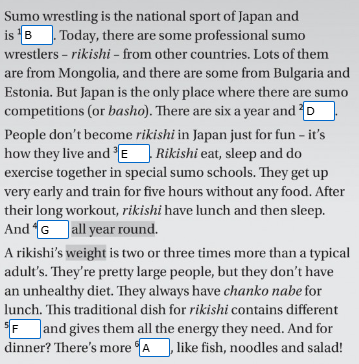 Sumo wrestling is the national sport of Japan and
is ¹ B . Today, there are some professional sumo
wrestlers – rikishi – from other countries. Lots of them
are from Mongolia, and there are some from Bulgaria and
Estonia. But Japan is the only place where there are sumo
competitions (or basho). There are six a year and ² D .
People don't become rikishi in Japan just for fun – it's
how they live and ³ E . Rikishi eat, sleep and do
exercise together in special sumo schools. They get up
very early and train for five hours without any food. After
their long workout, rikishi have lunch and then sleep.
And ⁴ G all year round.
A rikishi's weight is two or three times more than a typical
adult's. They're pretty large people, but they don't have
an unhealthy diet. They always have chanko nabe for
lunch. This traditional dish for rikishi contains different
⁵ F and gives them all the energy they need. And for
dinner? There's more ⁶ A , like fish, noodles and salad!